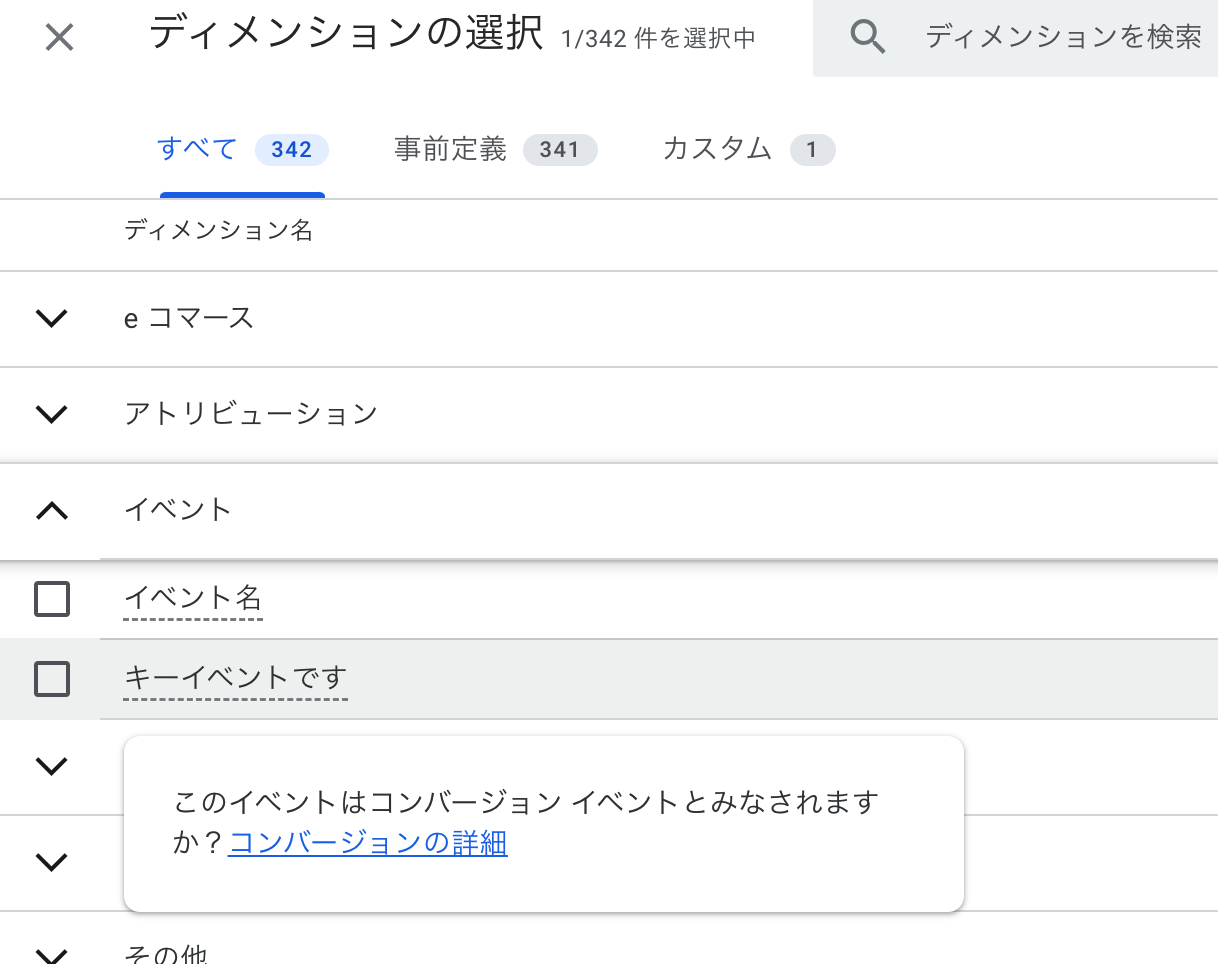 ディメンションの選択 1/342 件を選択中
ディメンションを検索
すべて 342 事前定義 341 カスタム 1
ディメンション名
e コマース
アトリビューション
イベント
イベント名
キーイベントです
このイベントはコンバージョン イベントとみなされます
か？コンバージョンの詳細
その他